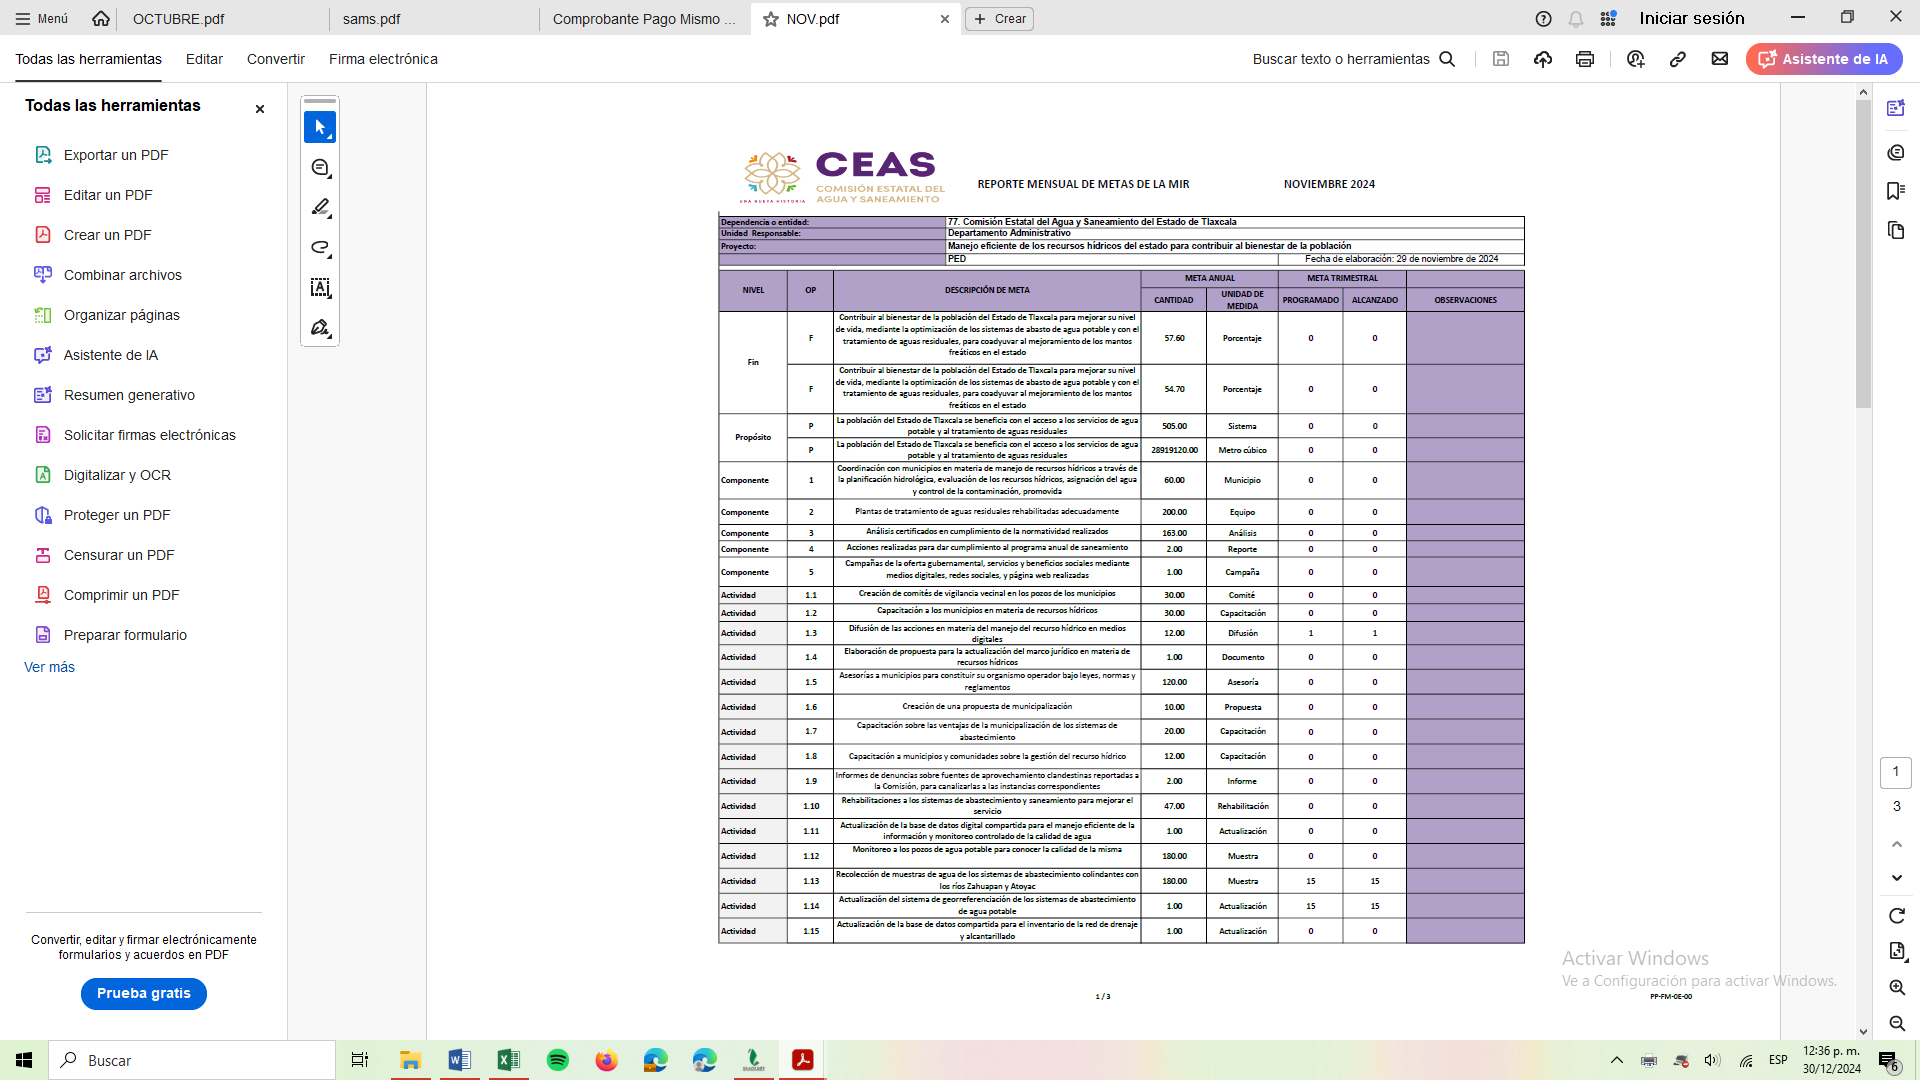 Menú
OCTUBRE.pdf
sams.pdf
Comprobante Pago Mismo ...
NOV.pdf
Crear
Iniciar sesión
Todas las herramientas
Editar
Convertir
Firma electrónica
Buscar texto o herramientas
Asistente de IA
Todas las herramientas
Exportar un PDF
Editar un PDF
Crear un PDF
Combinar archivos
Organizar páginas
Asistente de IA
Resumen generativo
Solicitar firmas electrónicas
Digitalizar y OCR
Proteger un PDF
Censurar un PDF
Comprimir un PDF
Preparar formulario
Ver más
Convertir, editar y firmar electrónicamente
formularios y acuerdos en PDF
Prueba gratis
CEAS
COMISIÓN ESTATAL DEL
AGUA Y SANEAMIENTO
UNA NUEVA HISTORIA
REPORTE MENSUAL DE METAS DE LA MIR
NOVIEMBRE 2024
Dependencia o entidad: 77. Comisión Estatal del Agua y Saneamiento del Estado de Tlaxcala
Unidad Responsable: Departamento Administrativo
Proyecto: Manejo eficiente de los recursos hídricos del estado para contribuir al bienestar de la población
PED Fecha de elaboración: 29 de noviembre de 2024
NIVEL OP DESCRIPCIÓN DE META META ANUAL META TRIMESTRAL
CANTIDAD UNIDAD DE MEDIDA PROGRAMADO ALCANZADO OBSERVACIONES
Fin
F Contribuir al bienestar de la población del Estado de Tlaxcala para mejorar su nivel
de vida, mediante la optimización de los sistemas de abasto de agua potable y con el
tratamiento de aguas residuales, para coadyuvar al mejoramiento de los mantos
freáticos en el estado
57.60 Porcentaje 0 0
F Contribuir al bienestar de la población del Estado de Tlaxcala para mejorar su nivel
de vida, mediante la optimización de los sistemas de abasto de agua potable y con el
tratamiento de aguas residuales, para coadyuvar al mejoramiento de los mantos
freáticos en el estado
54.70 Porcentaje 0 0
Propósito
P La población del Estado de Tlaxcala se beneficia con el acceso a los servicios de agua
potable y al tratamiento de aguas residuales
505.00 Sistema 0 0
P La población del Estado de Tlaxcala se beneficia con el acceso a los servicios de agua
potable y al tratamiento de aguas residuales
28919120.00 Metro cúbico 0 0
Componente 1 Coordinación con municipios en materia de manejo de recursos hídricos a través de
la planificación hidrológica, evaluación de los recursos hídricos, asignación del agua
y control de la contaminación, promovida
60.00 Municipio 0 0
Componente 2 Plantas de tratamiento de aguas residuales rehabilitadas adecuadamente 200.00 Equipo 0 0
Componente 3 Análisis certificados en cumplimiento de la normatividad realizados 163.00 Análisis 0 0
Componente 4 Acciones realizadas para dar cumplimiento al programa anual de saneamiento 2.00 Reporte 0 0
Componente 5 Campañas de la oferta gubernamental, servicios y beneficios sociales mediante
medios digitales, redes sociales, y página web realizadas
1.00 Campaña 0 0
Actividad 1.1 Creación de comités de vigilancia vecinal en los pozos de los municipios 30.00 Comité 0 0
Actividad 1.2 Capacitación a los municipios en materia de recursos hídricos 30.00 Capacitación 0 0
Actividad 1.3 Difusión de las acciones en materia del manejo del recurso hídrico en medios
digitales
12.00 Difusión 1 1
Actividad 1.4 Elaboración de propuesta para la actualización del marco jurídico en materia de
recursos hídricos
1.00 Documento 0 0
Actividad 1.5 Asesorías a municipios para constituir su organismo operador bajo leyes, normas y
reglamentos
120.00 Asesoría 0 0
Actividad 1.6 Creación de una propuesta de municipalización 10.00 Propuesta 0 0
Actividad 1.7 Capacitación sobre las ventajas de la municipalización de los sistemas de
abastecimiento
20.00 Capacitación 0 0
Actividad 1.8 Capacitación a municipios y comunidades sobre la gestión del recurso hídrico 12.00 Capacitación 0 0
Actividad 1.9 Informes de denuncias sobre fuentes de aprovechamiento clandestinas reportadas a
la Comisión, para canalizarlas a las instancias correspondientes
2.00 Informe 0 0
Actividad 1.10 Rehabilitaciones a los sistemas de abastecimiento y saneamiento para mejorar el
servicio
47.00 Rehabilitación 0 0
Actividad 1.11 Actualización de la base de datos digital compartida para el manejo eficiente de la
información y monitoreo controlado de la calidad de agua
1.00 Actualización 0 0
Actividad 1.12 Monitoreo a los pozos de agua potable para conocer la calidad de la misma 180.00 Muestra 0 0
Actividad 1.13 Recolección de muestras de agua de los sistemas de abastecimiento colindantes con
los ríos Zahuapan y Atoyac
180.00 Muestra 15 15
Actividad 1.14 Actualización del sistema de georreferenciación de los sistemas de abastecimiento
de agua potable
1.00 Actualización 15 15
Actividad 1.15 Actualización de la base de datos compartida para el inventario de la red de drenaje
y alcantarillado
1.00 Actualización 0 0
1 / 3
PP-FM-0E-00
Activar Windows
Ve a Configuración para activar Windows.
1
3
Buscar
ESP
12:36 p. m.
30/12/2024
6